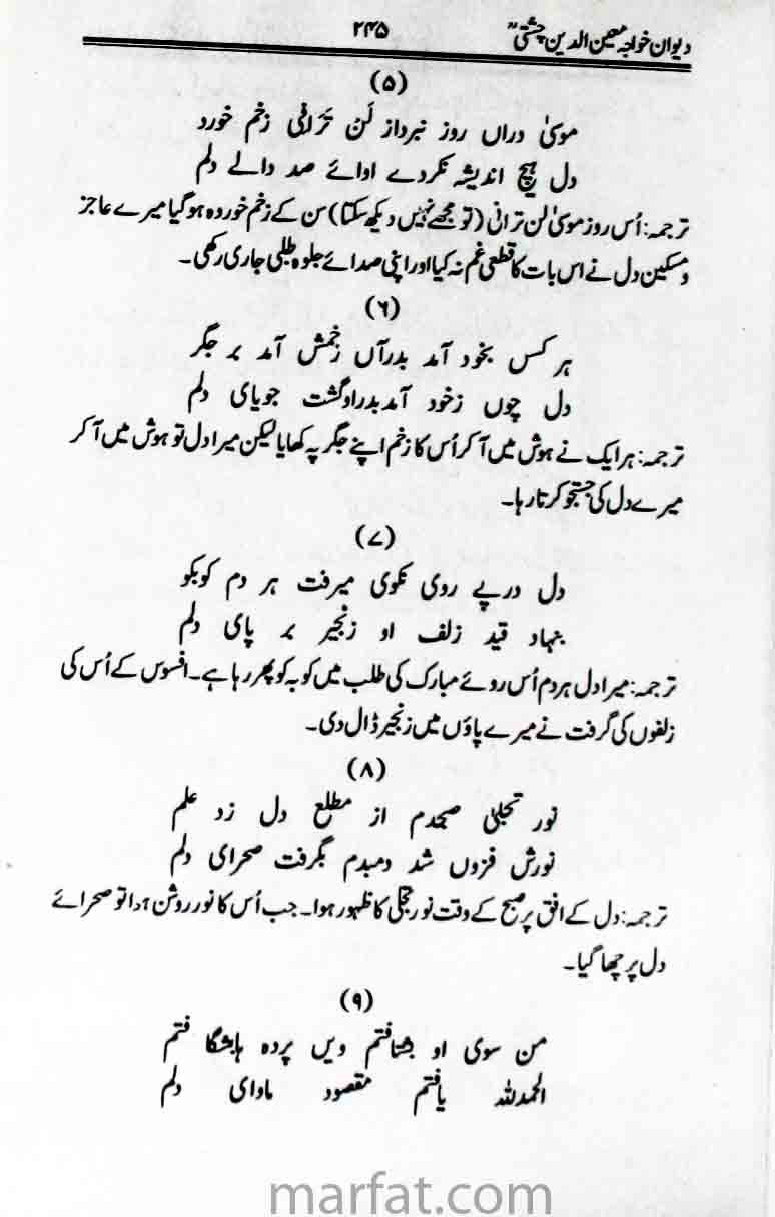 دیوان خواجہ معین الدین چشتیؒ ۲۴۵
(۵)
موسیٰ دراں روز نبرداز لَن تَرَانِی زخم خورد
دل ہیچ اندیشہ نکردے اوائے صد والے دلم
ترجمہ: اُس روز موسیٰ لن ترانی (تو مجھے نہیں دیکھ سکتا) سن کے زخم خوردہ ہوگیا میرے عاجز
و مسکین دل نے اس بات کا قطعی غم نہ کیا اور اپنی صدائے جلوہ طلبی جاری رکھی۔
(۶)
ہر کس بخود آمد بدرآں زخمش آمد بر جگر
دل چوں زخود آمد بدراوگشت جویای دلم
ترجمہ: ہر ایک نے ہوش میں آ کر اُس کا زخم اپنے جگر پہ کھایا لیکن میرا دل تو ہوش میں آ کر
میرے دل کی جستجو کرتا رہا۔
(۷)
دل درپے روی نکوی میرفت ہر دم کوبکو
بنہاد قید زلف او زنجیر بر پای دلم
ترجمہ: میرا دل ہر دم اُس روئے مبارک کی طلب میں کو بہ کو پھر رہا ہے۔ افسوس کے اُس کی
زلفوں کی گرفت نے میرے پاؤں میں زنجیر ڈال دی۔
(۸)
نور تجلیٰ صبحدم از مطلع دل زد علم
نورش فزوں شد دمبدم بگرفت صحرای دلم
ترجمہ: دل کے افق پر صبح کے وقت نور تجلی کا ظہور ہوا۔ جب اُس کا نور روشن ہوا تو صحرائے
دل پر چھا گیا۔
(۹)
من سوی او بشتافتم ویں پردہ ہابشگا فتم
الحمدللہ یافتم مقصود ماوای دلم
marfat.com